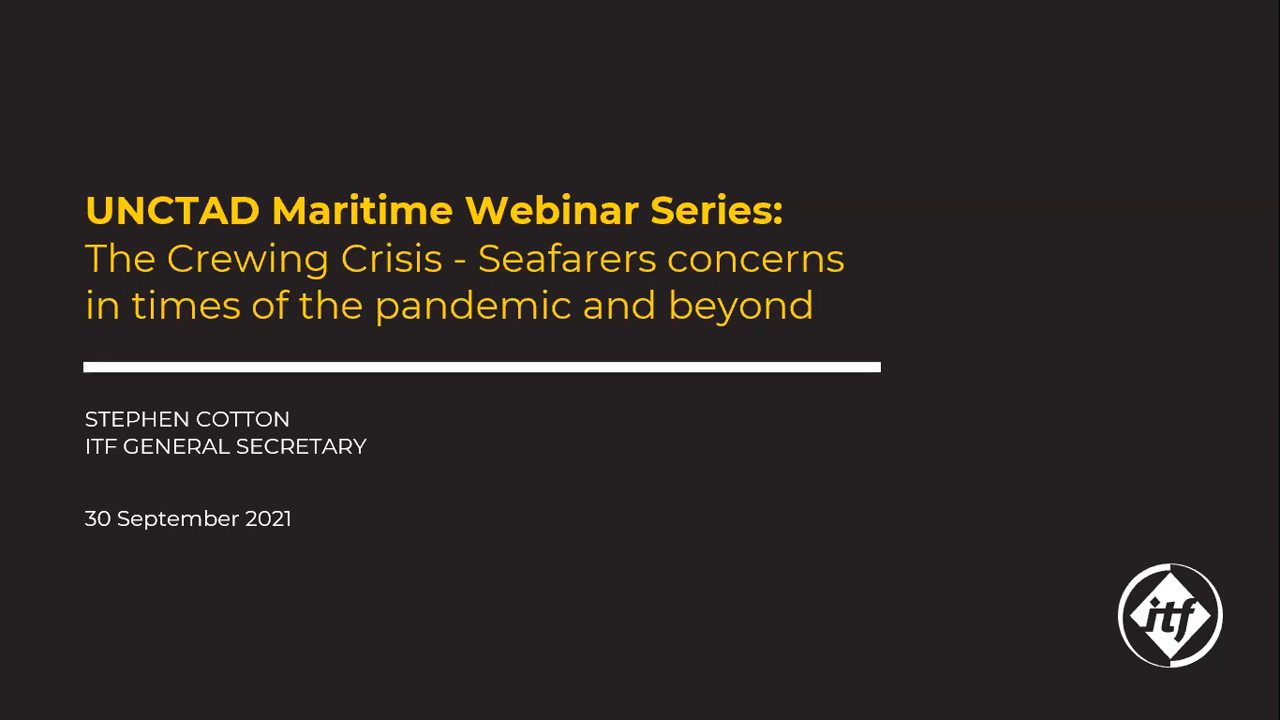 UNCTAD Maritime Webinar Series:
The Crewing Crisis - Seafarers concerns
in times of the pandemic and beyond
STEPHEN COTTON
ITF GENERAL SECRETARY
30 September 2021
itf